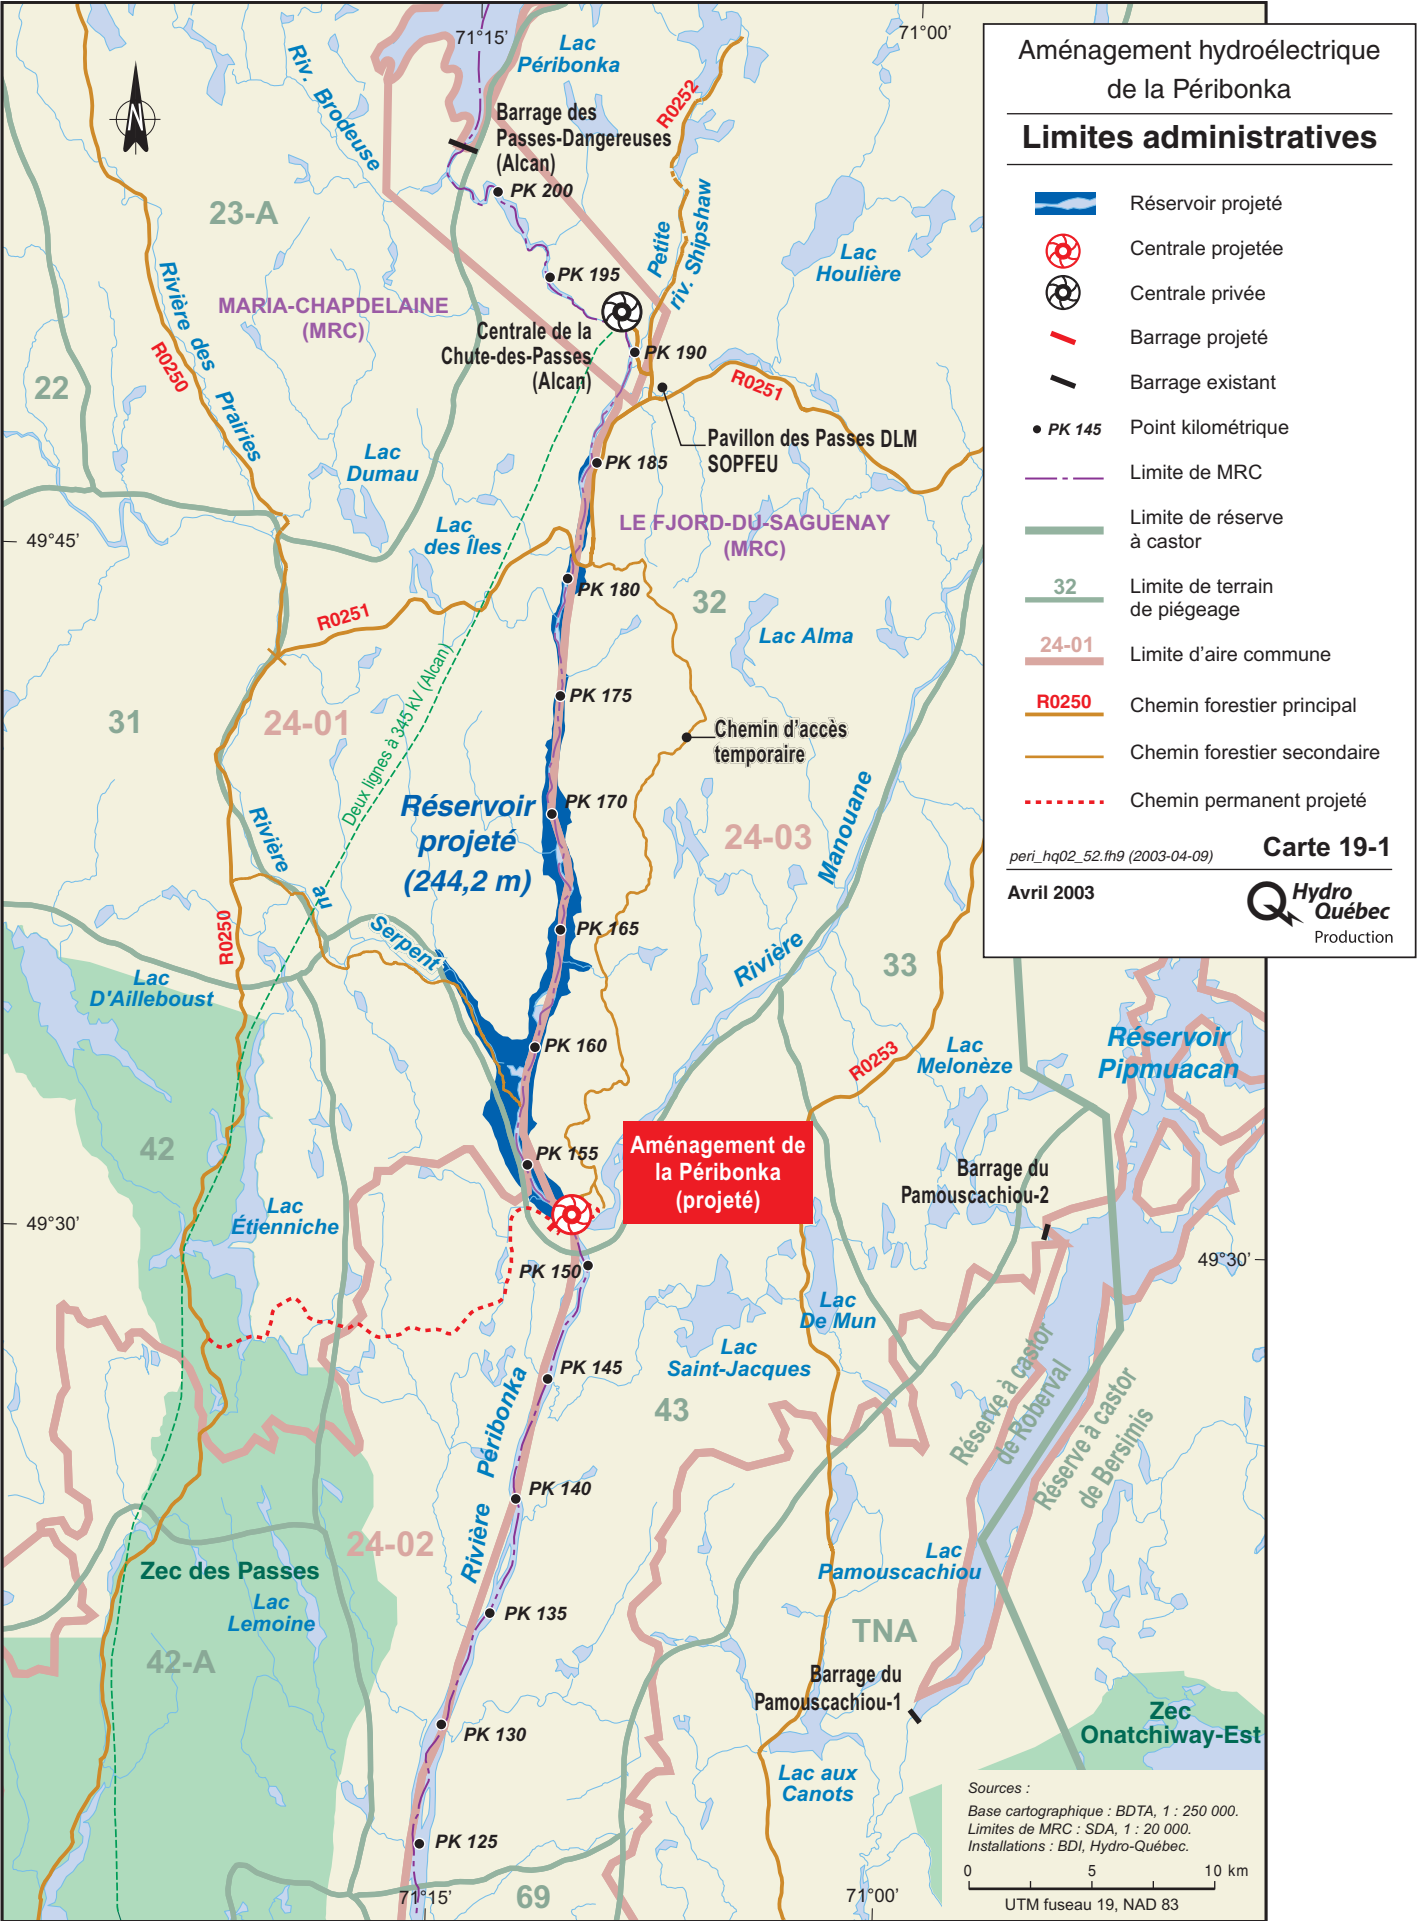 71°15'
71°00'
Lac
Péribonka
Riv. Brodeuse
R0252
Barrage des
Passes-Dangereuses
(Alcan)
N
PK 200
23-A
Petite
riv. Shipshaw
Lac
Houlière
PK 195
Rivière des Prairies
MARIA-CHAPDELAINE
(MRC)
Centrale de la
Chute-des-Passes
(Alcan)
PK 190
R0250
22
R0251
Pavillon des Passes DLM
SOPFEU
Lac
Dumau
PK 185
LE FJORD-DU-SAGUENAY
(MRC)
Lac
des Îles
49°45'
PK 180
32
R0251
Lac Alma
Deux lignes à 345 kV (Alcan)
PK 175
31
24-01
Chemin d'accès
temporaire
Réservoir
projeté
(244,2 m)
PK 170
24-03
Rivière Manouane
Rivière au Serpent
R0250
PK 165
33
Lac
D'Ailleboust
PK 160
R0253
Lac
Melonèze
Réservoir
Pipmuacan
42
PK 155
Aménagement de
la Péribonka
(projeté)
Barrage du
Pamouscachiou-2
49°30'
Lac
Étienniche
49°30'
PK 150
Lac
De Mun
Lac
Saint-Jacques
PK 145
43
Réserve à castor
de Roberval
Réserve à castor
de Bersimis
Rivière Péribonka
PK 140
24-02
Zec des Passes
Lac
Pamouscachiou
Lac
Lemoine
PK 135
TNA
42-A
Barrage du
Pamouscachiou-1
PK 130
Zec
Onatchiway-Est
Lac aux
Canots
PK 125
71°15'
69
71°00'
Aménagement hydroélectrique
de la Péribonka
Limites administratives
Réservoir projeté
Centrale projetée
Centrale privée
Barrage projeté
Barrage existant
PK 145 Point kilométrique
Limite de MRC
Limite de réserve
à castor
32 Limite de terrain
de piégeage
24-01 Limite d'aire commune
R0250 Chemin forestier principal
Chemin forestier secondaire
Chemin permanent projeté
peri_hq02_52.fh9 (2003-04-09) Carte 19-1
Avril 2003
Hydro
Québec
Production
Sources :
Base cartographique : BDTA, 1 : 250 000.
Limites de MRC : SDA, 1 : 20 000.
Installations : BDI, Hydro-Québec.
0 5 10 km
UTM fuseau 19, NAD 83